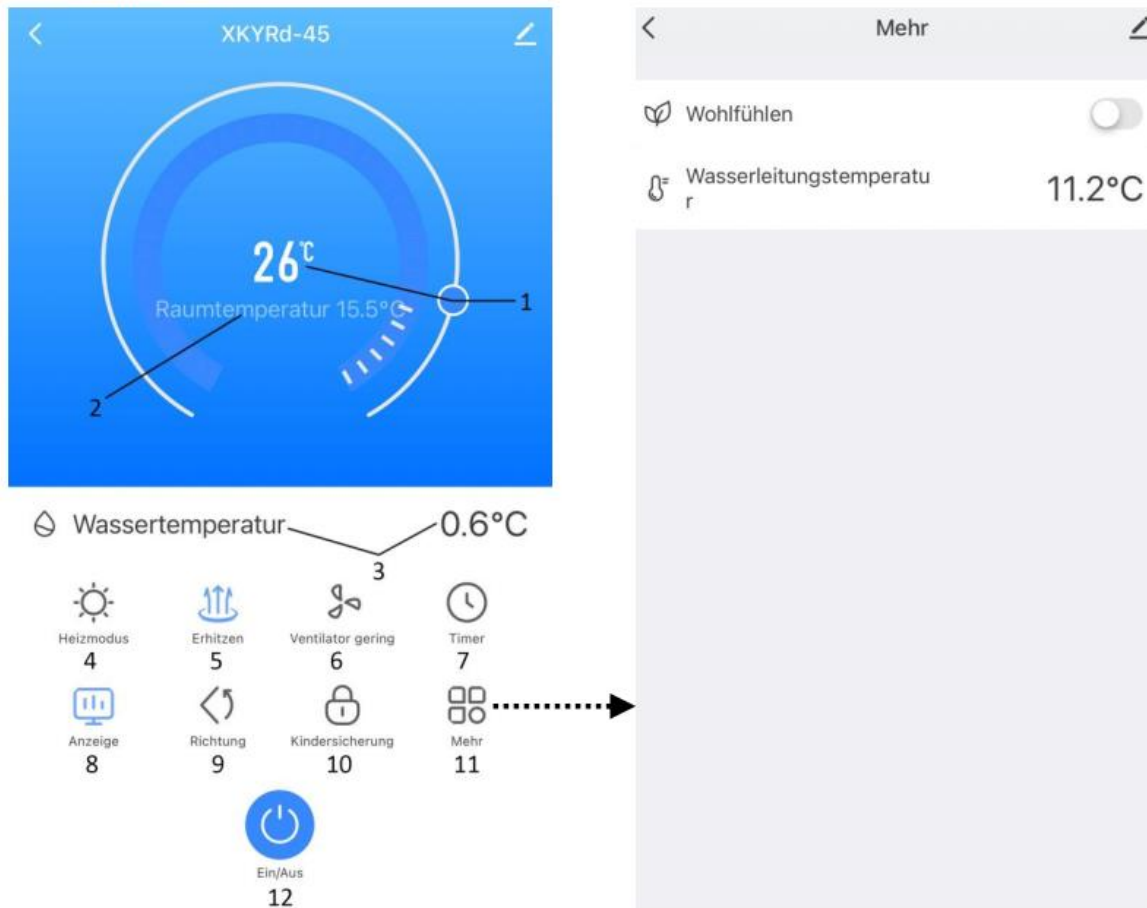 XKYRd-45
26°C
Raumtemperatur 15.5°C
1
2
Wassertemperatur 0.6°C
3
Heizmodus Erhitzen Ventilator gering Timer
4 5 6 7
Anzeige Richtung Kindersicherung Mehr
8 9 10 11
Ein/Aus
12
Mehr
Wohlfühlen
Wasserleitungstemperatu
r
11.2°C